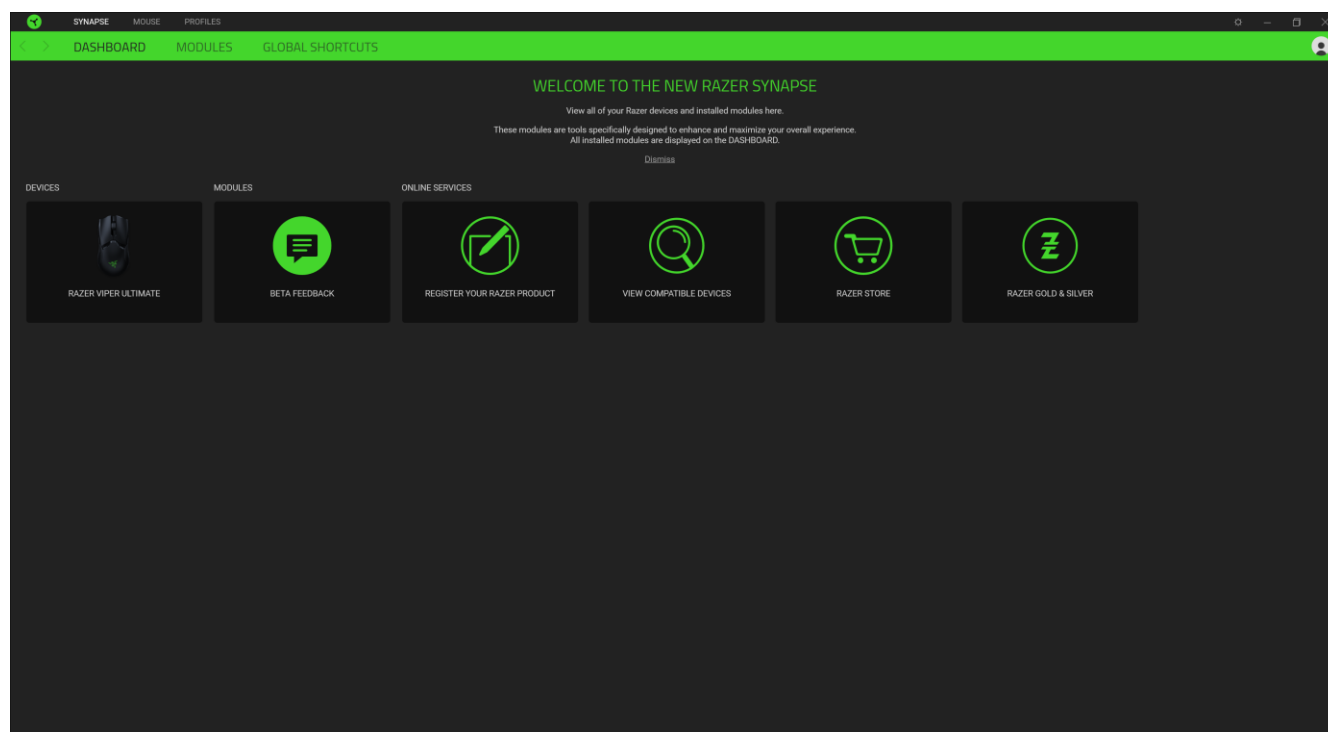 SYNAPSE MOUSE PROFILES
DASHBOARD MODULES GLOBAL SHORTCUTS
WELCOME TO THE NEW RAZER SYNAPSE
View all of your Razer devices and installed modules here.
These modules are tools specifically designed to enhance and maximize your overall experience.
All installed modules are displayed on the DASHBOARD.
Dismiss
DEVICES MODULES ONLINE SERVICES
RAZER VIPER ULTIMATE BETA FEEDBACK REGISTER YOUR RAZER PRODUCT VIEW COMPATIBLE DEVICES RAZER STORE RAZER GOLD & SILVER